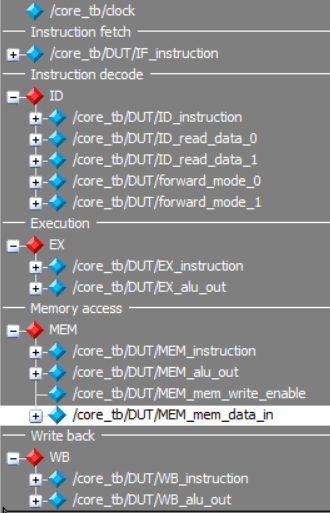 /core_tb/clock
Instruction fetch
/core_tb/DUT/IF_instruction
Instruction decode
ID
/core_tb/DUT/ID_instruction
/core_tb/DUT/ID_read_data_0
/core_tb/DUT/ID_read_data_1
/core_tb/DUT/forward_mode_0
/core_tb/DUT/forward_mode_1
Execution
EX
/core_tb/DUT/EX_instruction
/core_tb/DUT/EX_alu_out
Memory access
MEM
/core_tb/DUT/MEM_instruction
/core_tb/DUT/MEM_alu_out
/core_tb/DUT/MEM_mem_write_enable
/core_tb/DUT/MEM_mem_data_in
Write back
WB
/core_tb/DUT/WB_instruction
/core_tb/DUT/WB_alu_out